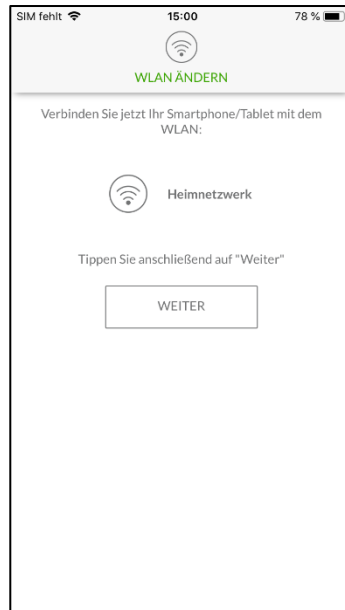 SIM fehlt 15:00 78 %
WLAN ÄNDERN
Verbinden Sie jetzt Ihr Smartphone/Tablet mit dem
WLAN:
Heimnetzwerk
Tippen Sie anschließend auf "Weiter"
WEITER